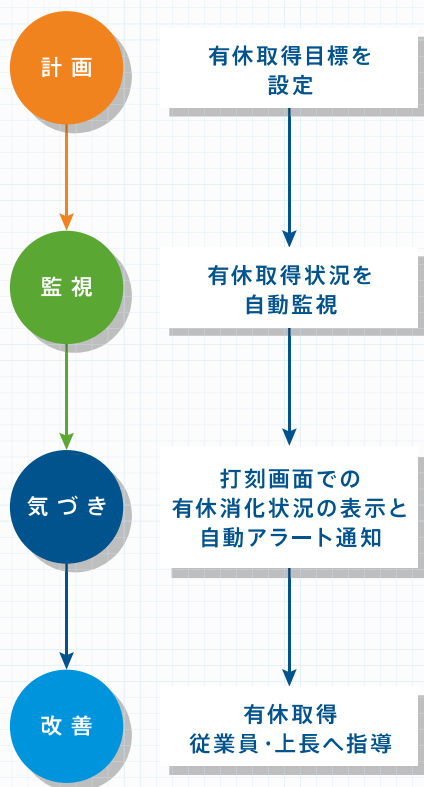 計画
有休取得目標を
設定
監視
有休取得状況を
自動監視
気づき
打刻画面での
有休消化状況の表示と
自動アラート通知
改善
有休取得
従業員・上長へ指導